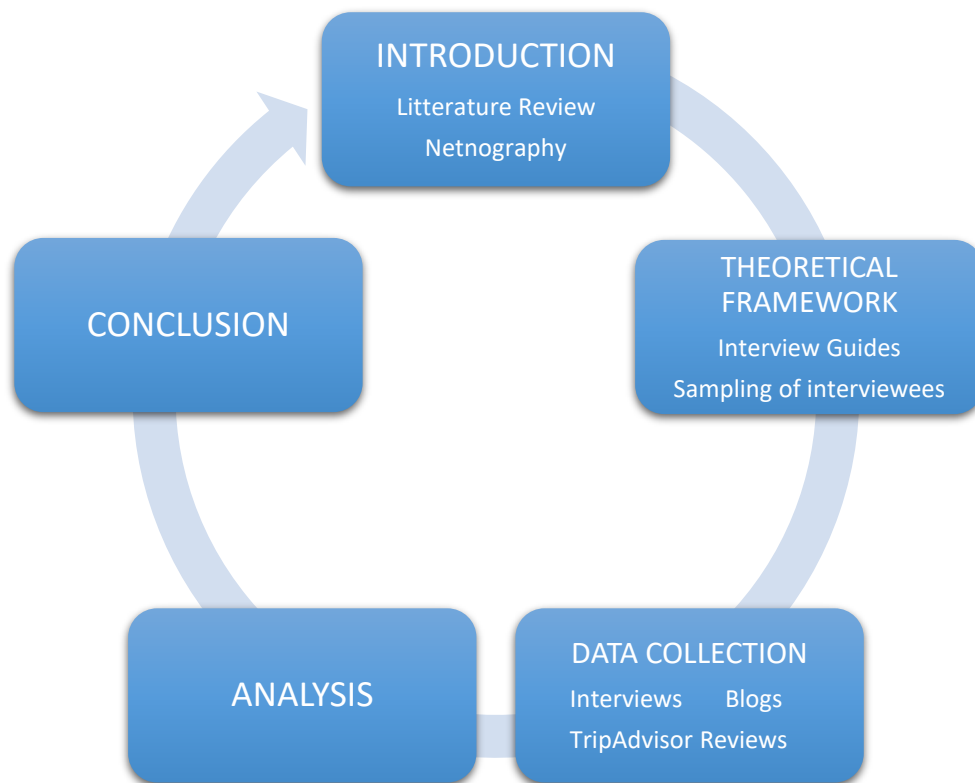 INTRODUCTION
Litterature Review
Netnography
THEORETICAL
FRAMEWORK
Interview Guides
Sampling of interviewees
DATA COLLECTION
Interviews Blogs
TripAdvisor Reviews
ANALYSIS
CONCLUSION